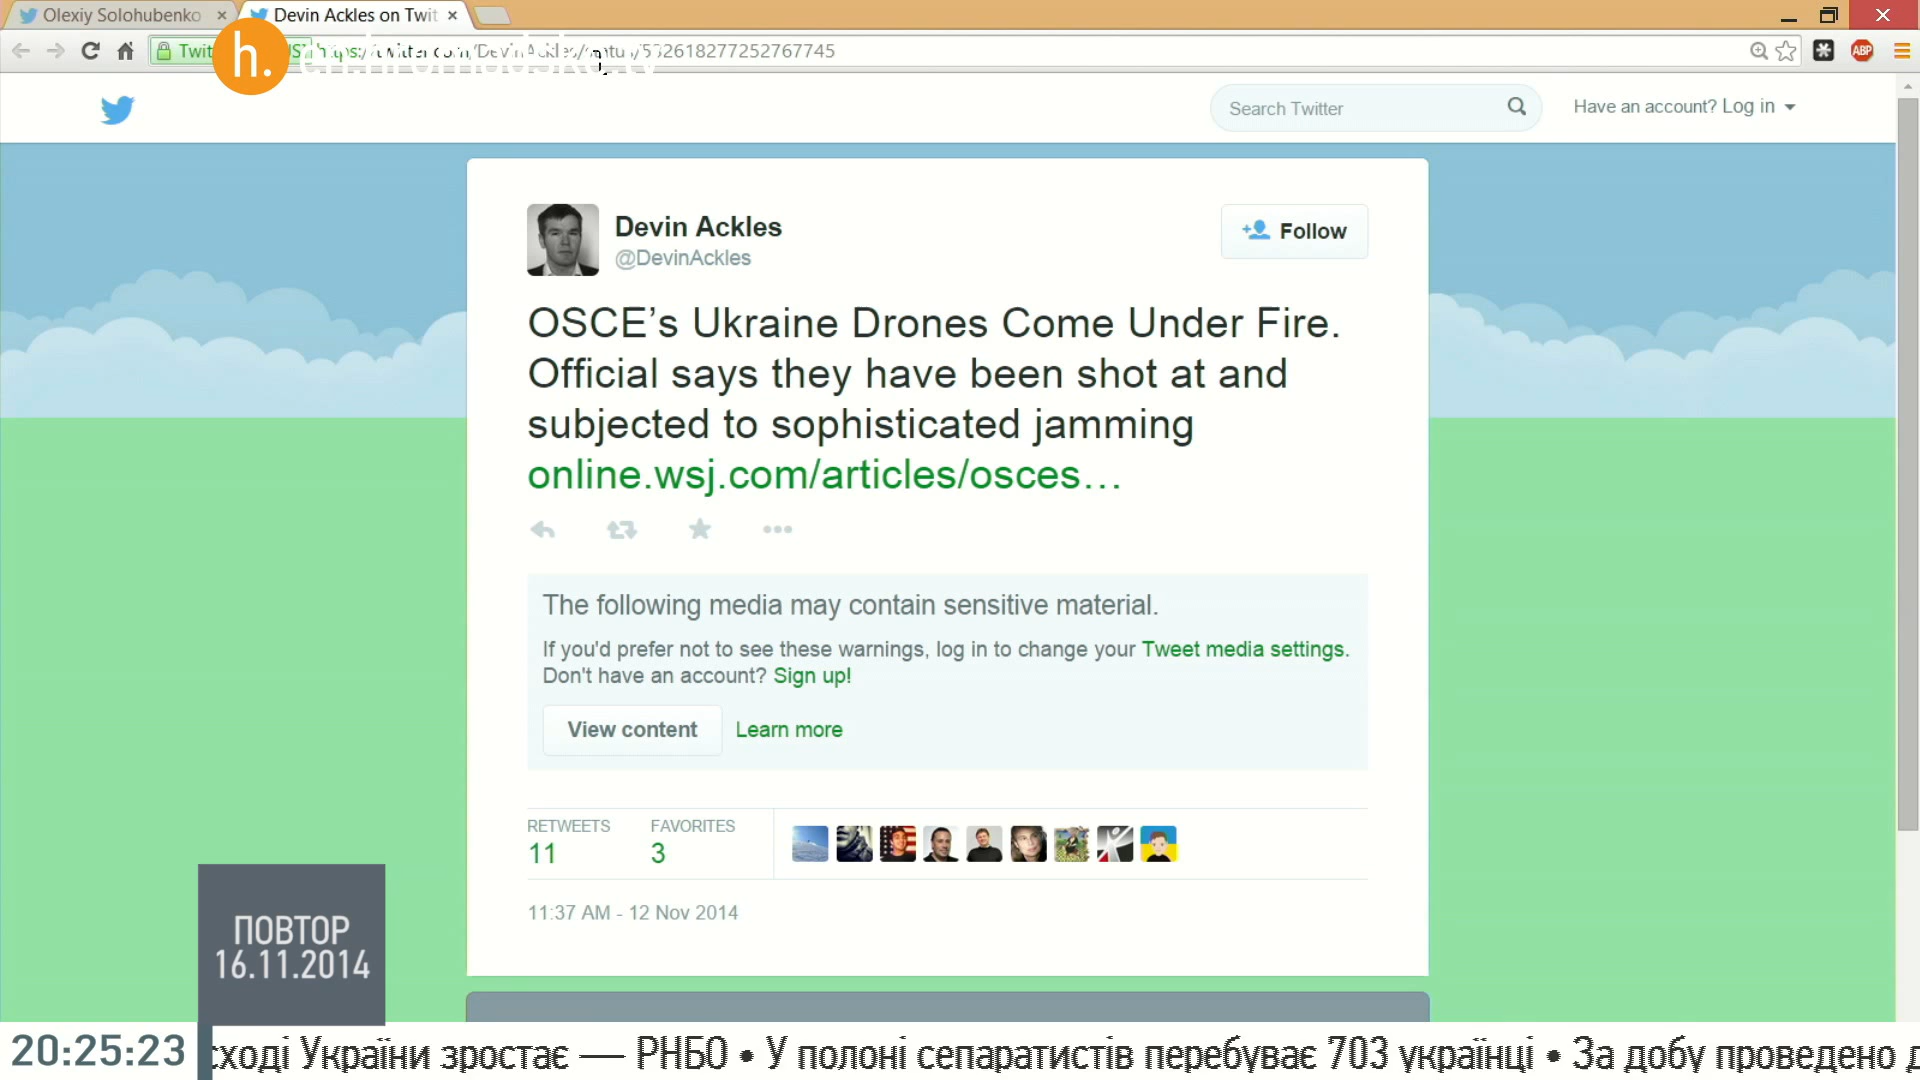 Olexiy Solohubenko
Devin Ackles on Twit
ABP
h.
Search Twitter
Have an account? Log in
Devin Ackles
@DevinAckles
Follow
OSCE’s Ukraine Drones Come Under Fire.
Official says they have been shot at and
subjected to sophisticated jamming
online.wsj.com/articles/osces…
The following media may contain sensitive material.
If you'd prefer not to see these warnings, log in to change your Tweet media settings.
Don't have an account? Sign up!
View content
Learn more
RETWEETS
11
FAVORITES
3
11:37 AM - 12 Nov 2014
ПОВТОР
16.11.2014
20:25:23
сході України зростає — РНБО • У полоні сепаратистів перебуває 703 українці • За добу проведено